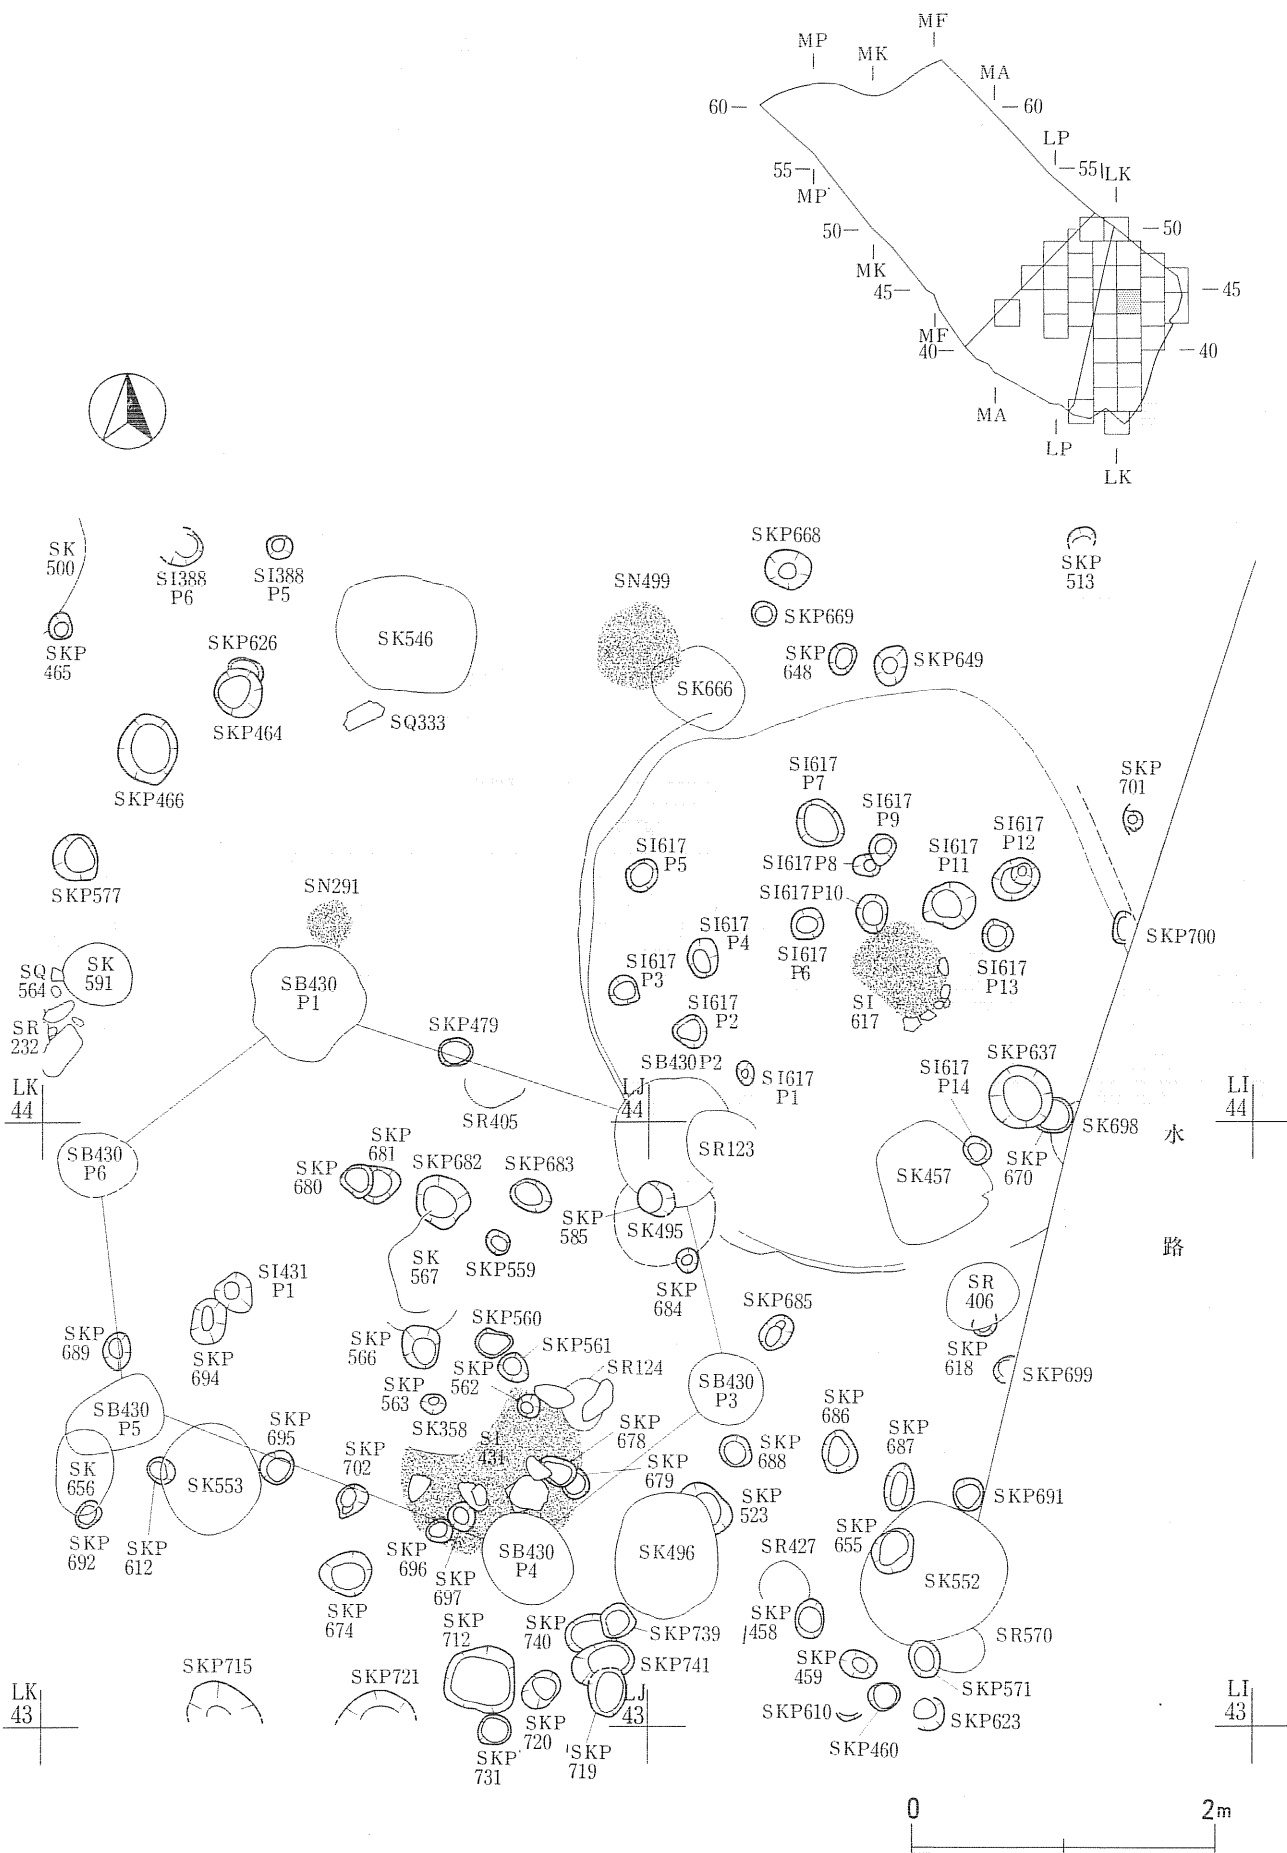 MF
MP
MK
MA
60
60
LP
55
55
LK
MP
50
50
MK
45
45
MF
40
40
MA
LP
LK
SK
500
SI388
P6
SI388
P5
SKP668
SKP
513
SN499
SKP669
SKP
465
SKP626
SK546
SKP
648
SKP649
SK666
SKP464
SQ333
SKP466
SI617
P7
SKP
701
SI617
P9
SI617
P12
SI617
P5
SI617P8
SI617
P11
SKP577
SN291
SI617P10
SI617
P4
SKP700
SQ
564
SK
591
SB430
P1
SI617
P3
SI617
P6
SI617
P13
SI617
P2
SI
617
SR
232
SKP479
SB430P2
SI617
P1
SI617
P14
SKP637
LK
44
LJ
44
LI
44
SR405
SK698
水
SB430
P6
SKP
681
SKP
680
SKP682
SKP683
SR123
SK457
SKP
670
SKP
585
SK495
路
SK
567
SKP559
SI431
P1
SKP
684
SKP685
SR
406
SKP
689
SKP
694
SKP560
SKP
566
SKP561
SKP
562
SR124
SKP
618
SKP699
SB430
P5
SKP
563
SK358
SB430
P3
SKP
695
SI
431
SKP
678
SKP
686
SKP
687
SK
656
SK553
SKP
702
SKP
679
SKP
688
SKP
523
SKP691
SKP
692
SKP
612
SKP
696
SKP
697
SB430
P4
SK496
SR427
SKP
655
SK552
SKP
674
SKP
712
SKP
740
SKP739
SKP
458
SR570
SKP715
SKP721
SKP741
SKP
459
SKP571
LK
43
LJ
43
LI
43
SKP
720
SKP
731
SKP
719
SKP610
SKP460
SKP623
0 2m